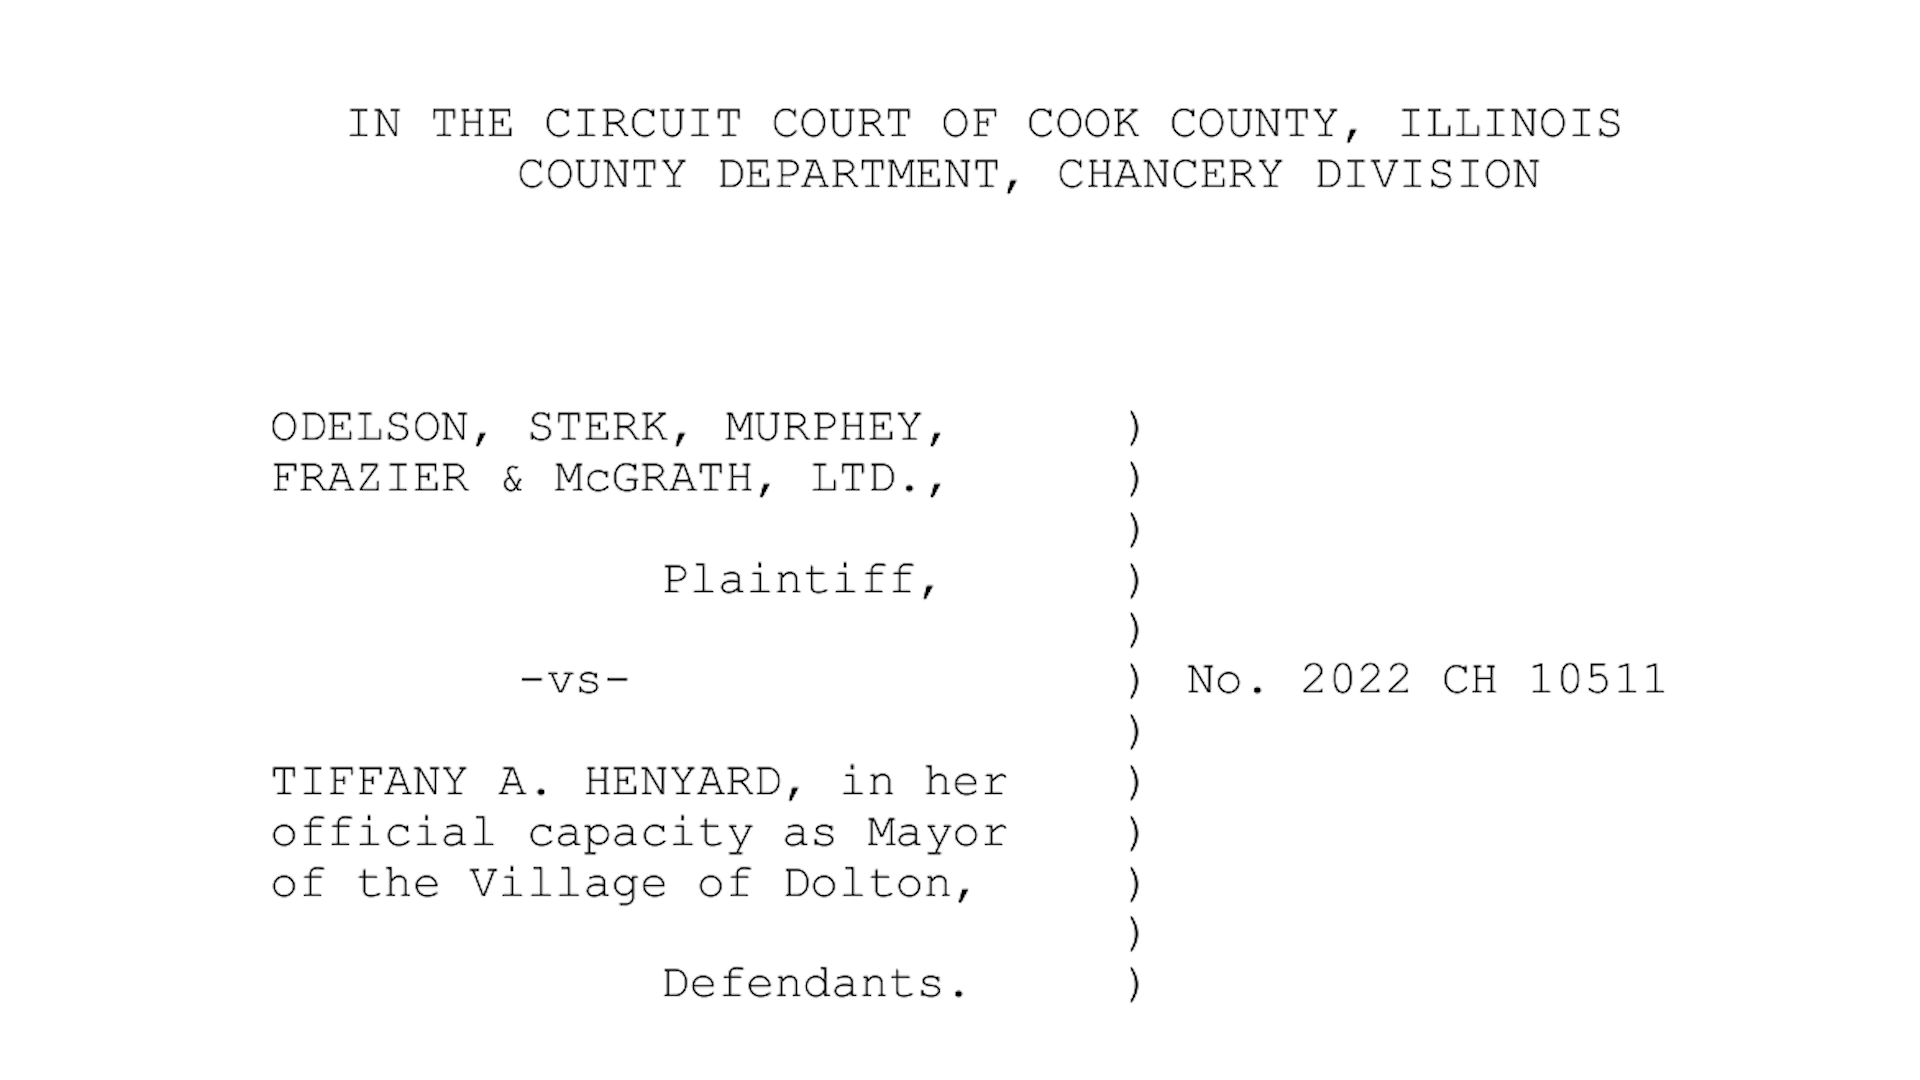 IN THE CIRCUIT COURT OF COOK COUNTY, ILLINOIS
COUNTY DEPARTMENT, CHANCERY DIVISION
ODELSON, STERK, MURPHEY, )
FRAZIER & McGRATH, LTD., )
)
Plaintiff, )
)
-vs- ) No. 2022 CH 10511
)
TIFFANY A. HENYARD, in her )
official capacity as Mayor )
of the Village of Dolton, )
)
Defendants. )